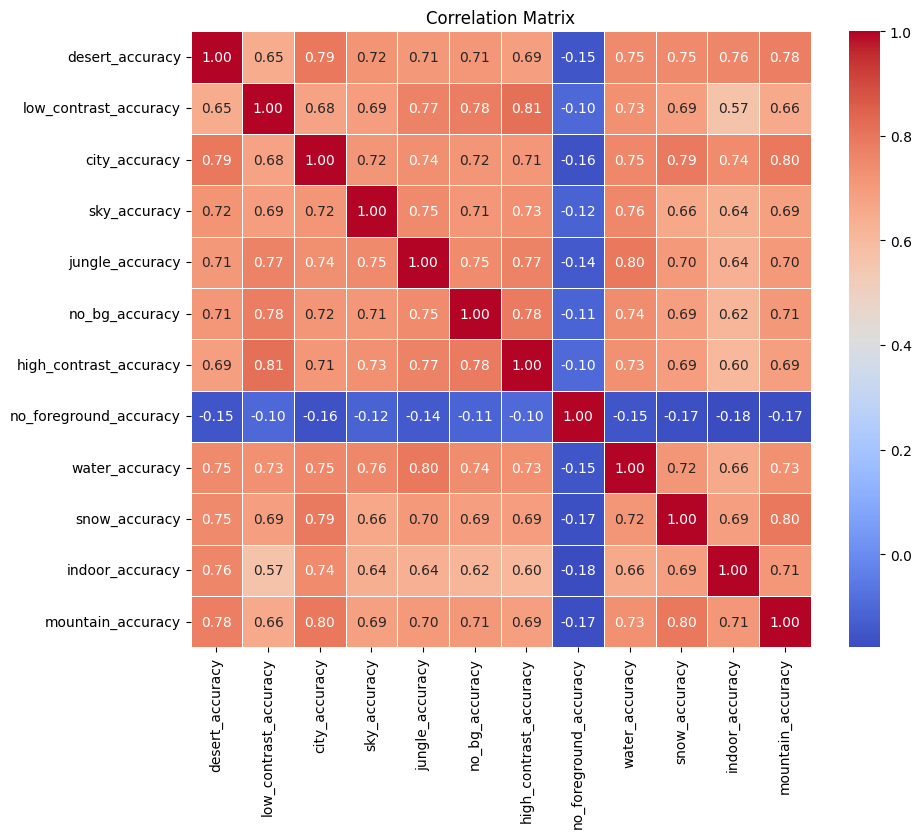 Correlation Matrix
desert_accuracy 1.00 0.65 0.79 0.72 0.71 0.71 0.69 -0.15 0.75 0.75 0.76 0.78
low_contrast_accuracy 0.65 1.00 0.68 0.69 0.77 0.78 0.81 -0.10 0.73 0.69 0.57 0.66
city_accuracy 0.79 0.68 1.00 0.72 0.74 0.72 0.71 -0.16 0.75 0.79 0.74 0.80
sky_accuracy 0.72 0.69 0.72 1.00 0.75 0.71 0.73 -0.12 0.76 0.66 0.64 0.69
jungle_accuracy 0.71 0.77 0.74 0.75 1.00 0.75 0.77 -0.14 0.80 0.70 0.64 0.70
no_bg_accuracy 0.71 0.78 0.72 0.71 0.75 1.00 0.78 -0.11 0.74 0.69 0.62 0.71
high_contrast_accuracy 0.69 0.81 0.71 0.73 0.77 0.78 1.00 -0.10 0.73 0.69 0.60 0.69
no_foreground_accuracy -0.15 -0.10 -0.16 -0.12 -0.14 -0.11 -0.10 1.00 -0.15 -0.17 -0.18 -0.17
water_accuracy 0.75 0.73 0.75 0.76 0.80 0.74 0.73 -0.15 1.00 0.72 0.66 0.73
snow_accuracy 0.75 0.69 0.79 0.66 0.70 0.69 0.69 -0.17 0.72 1.00 0.69 0.80
indoor_accuracy 0.76 0.57 0.74 0.64 0.64 0.62 0.60 -0.18 0.66 0.69 1.00 0.71
mountain_accuracy 0.78 0.66 0.80 0.69 0.70 0.71 0.69 -0.17 0.73 0.80 0.71 1.00
desert_accuracy
low_contrast_accuracy
city_accuracy
sky_accuracy
jungle_accuracy
no_bg_accuracy
high_contrast_accuracy
no_foreground_accuracy
water_accuracy
snow_accuracy
indoor_accuracy
mountain_accuracy
1.0
0.8
0.6
0.4
0.2
0.0